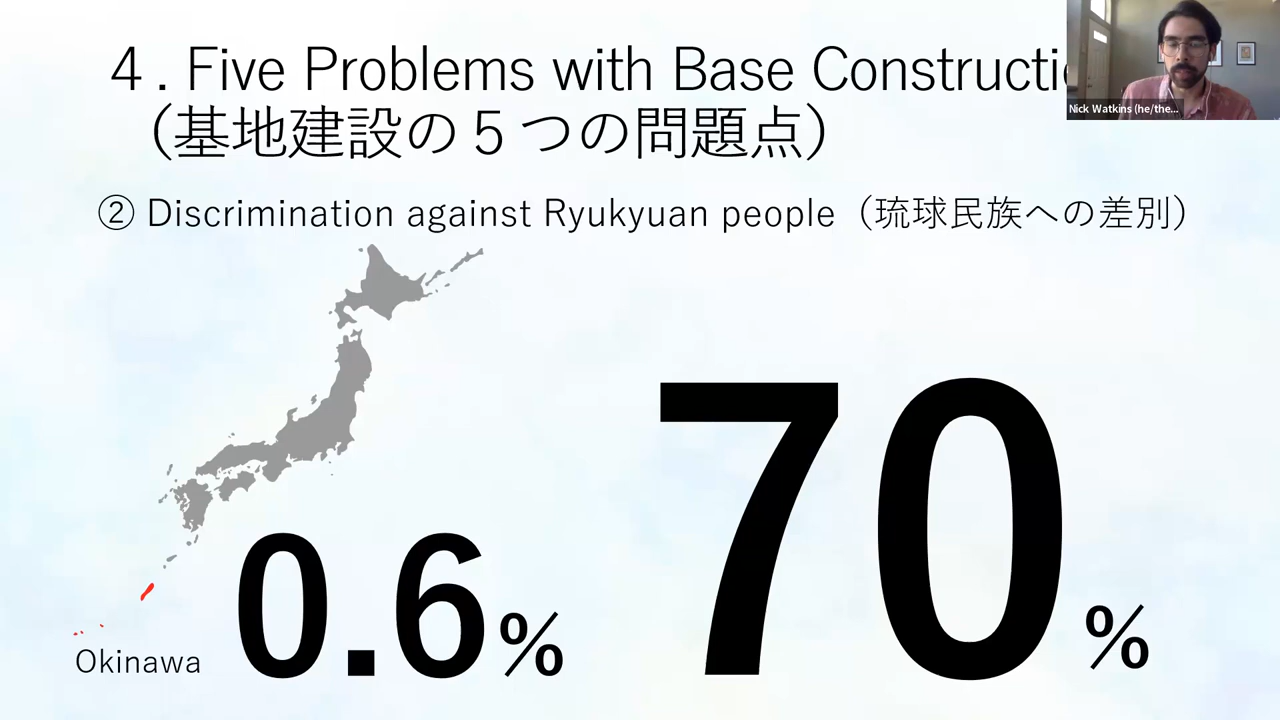 ４. Five Problems with Base Constructi
（基地建設の５つの問題点）
Nick Watkins (he/the...
② Discrimination against Ryukyuan people（琉球民族への差別）
0.6%
70%
Okinawa